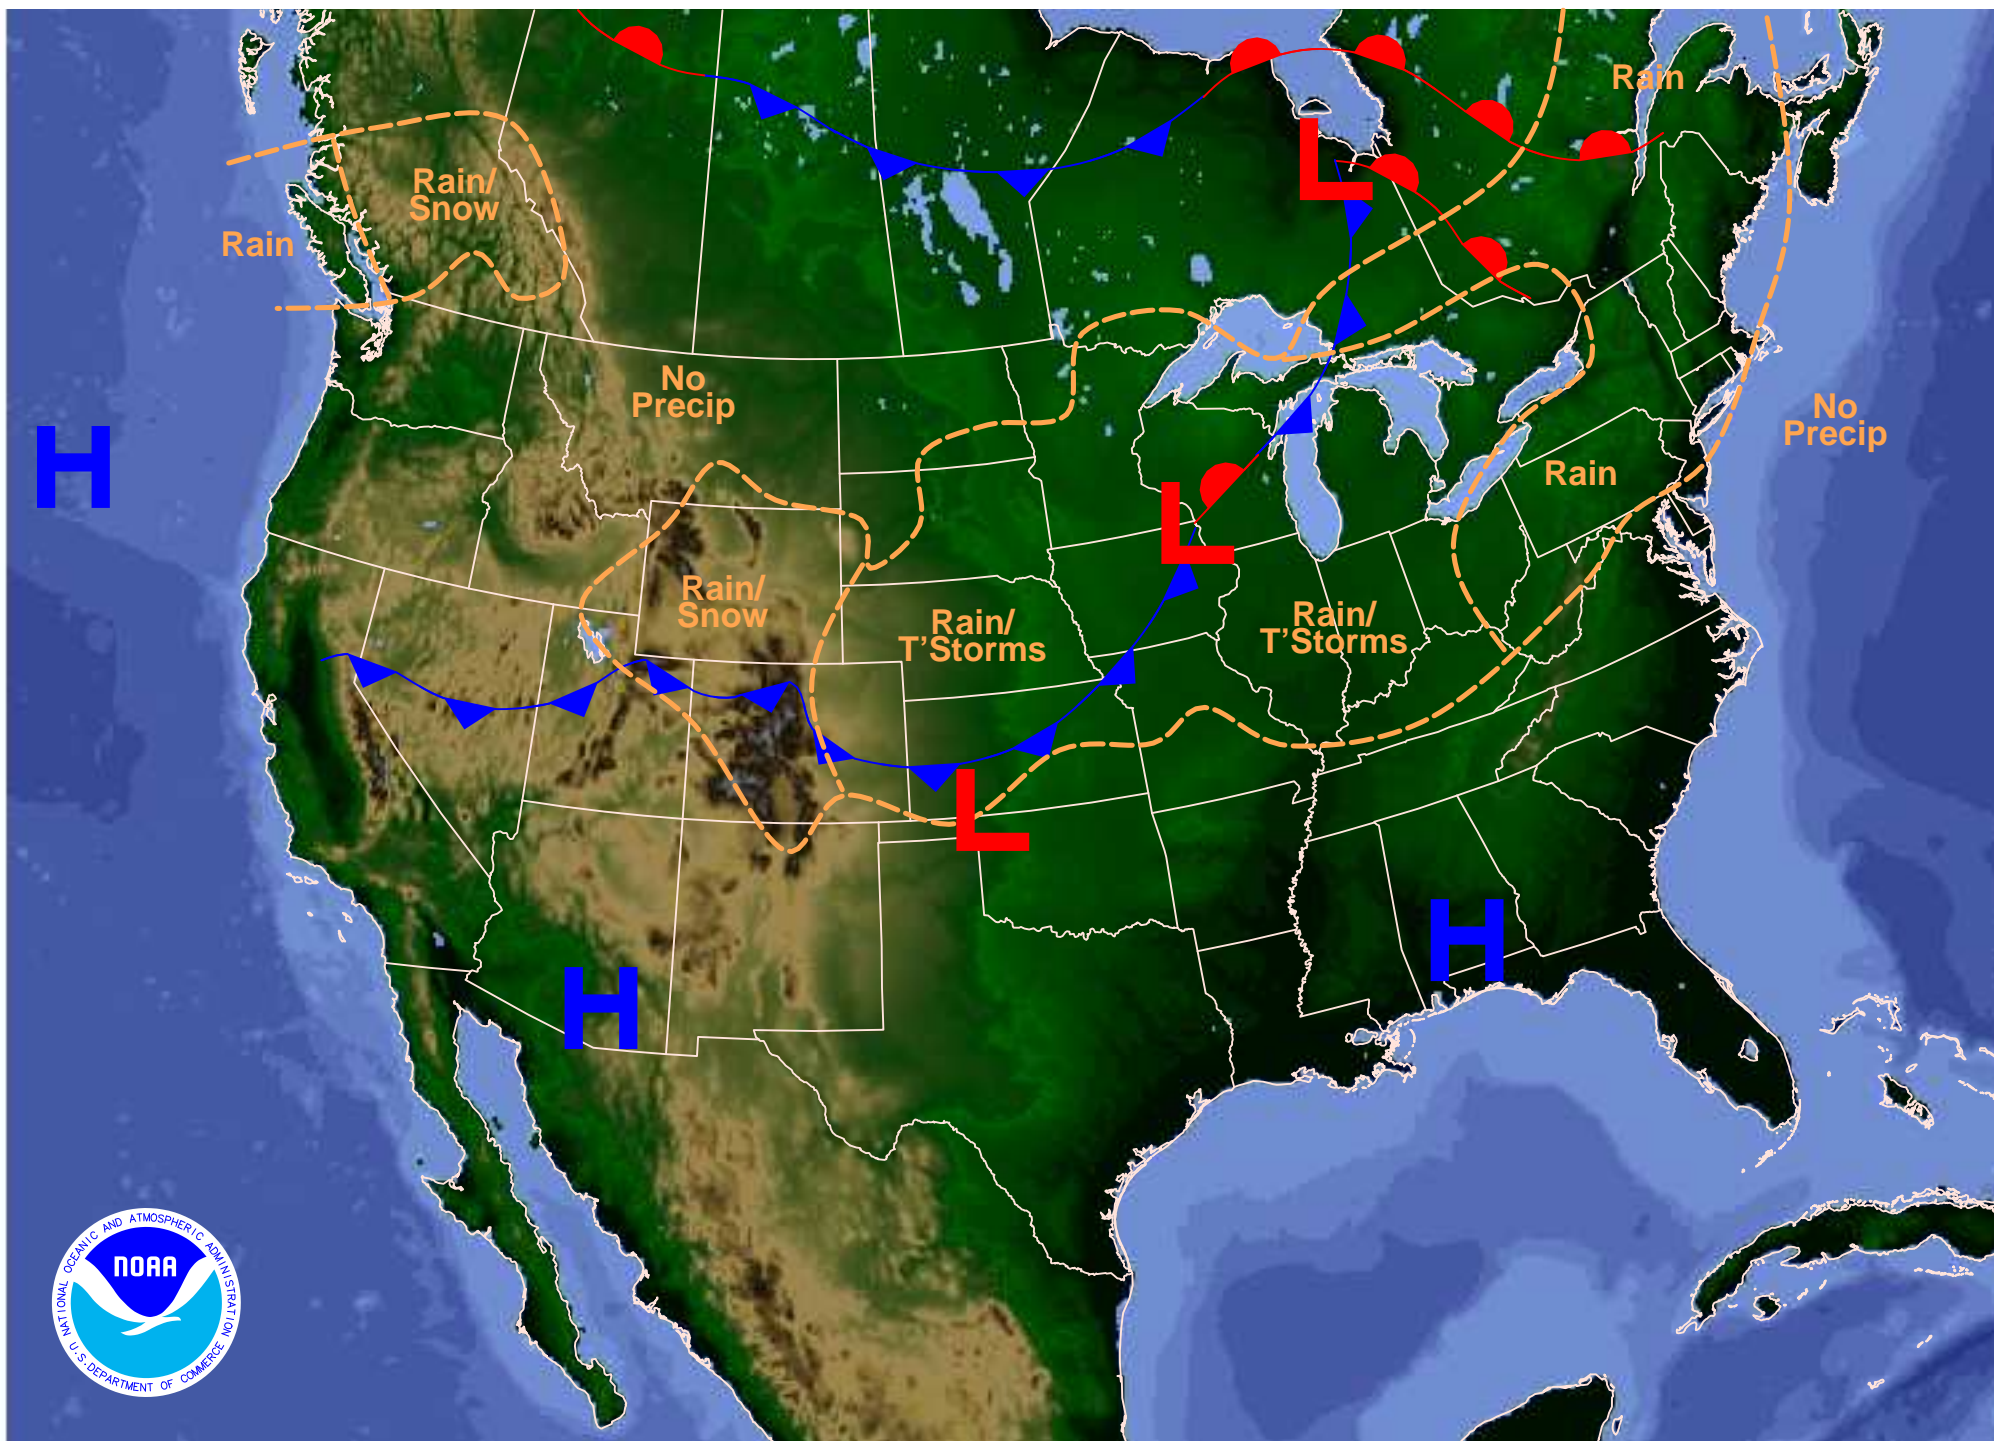 Rain
Rain/
Snow
Rain
No
Precip
No
Precip
H
L
Rain
L
Rain/
Snow
Rain/
T'Storms
Rain/
T'Storms
L
H
H
NATIONAL OCEANIC AND ATMOSPHERIC ADMINISTRATION
NOAA
U.S. DEPARTMENT OF COMMERCE